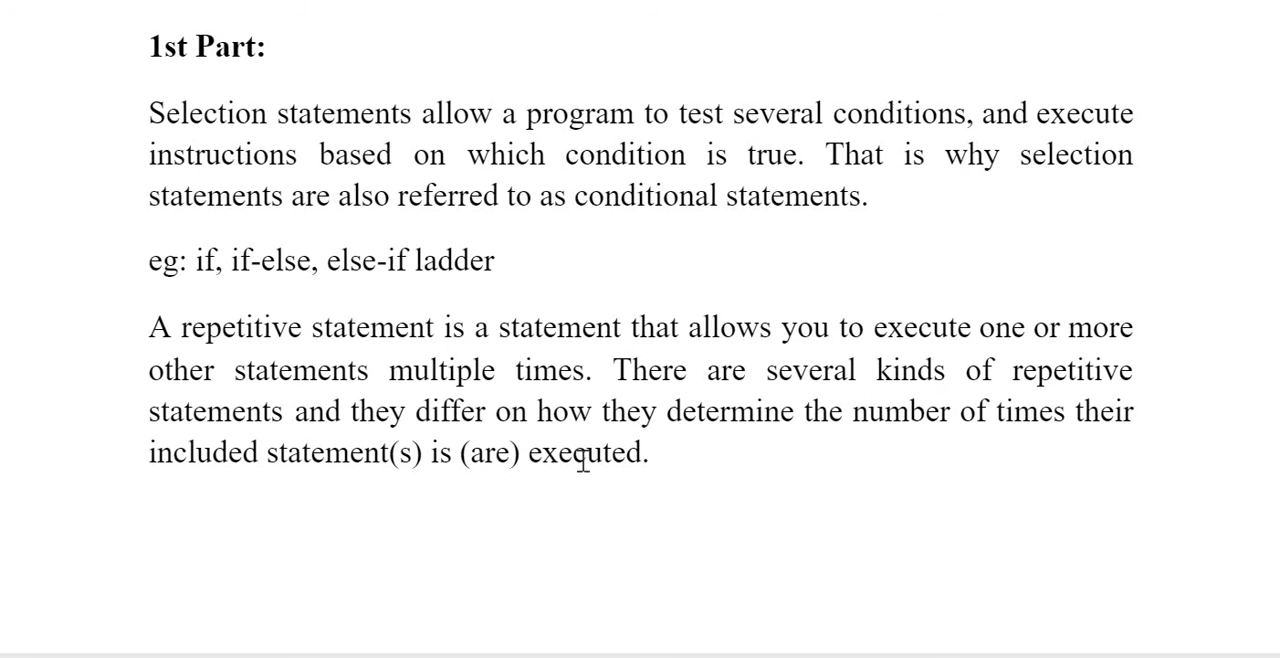 1st Part:
Selection statements allow a program to test several conditions, and execute
instructions based on which condition is true. That is why selection
statements are also referred to as conditional statements.
eg: if, if-else, else-if ladder
A repetitive statement is a statement that allows you to execute one or more
other statements multiple times. There are several kinds of repetitive
statements and they differ on how they determine the number of times their
included statement(s) is (are) executed.